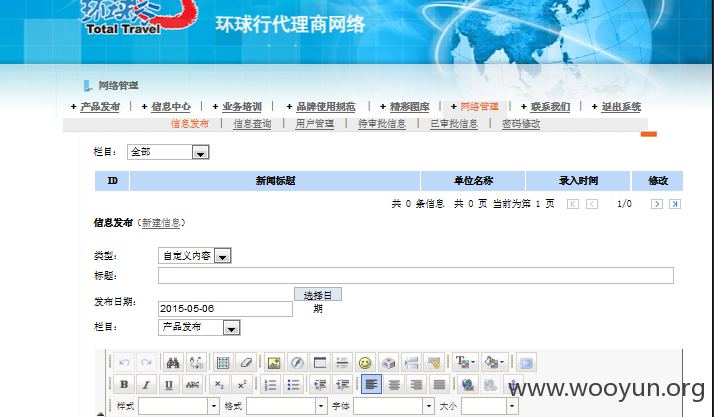 环球行
Total Travel
环球行代理商网络
网络管理
+ 产品发布 | + 信息中心 | + 业务培训 | + 品牌使用规范 | + 精彩图库 | + 网络管理 | + 联系我们 | + 退出系统
信息发布 | 信息查询 | 用户管理 | 待审批信息 | 已审批信息 | 密码修改
栏目： 全部
ID 新闻标题 单位名称 录入时间 修改
共 0 条信息 共 0 页 当前为第 1 页 1/0
信息发布（新建信息）
类型： 自定义内容
标题：
发布日期： 2015-05-06 选择日期
栏目： 产品发布
B I U ABC x₂ x²
样式 格式 字体 大小
www.wooyun.org